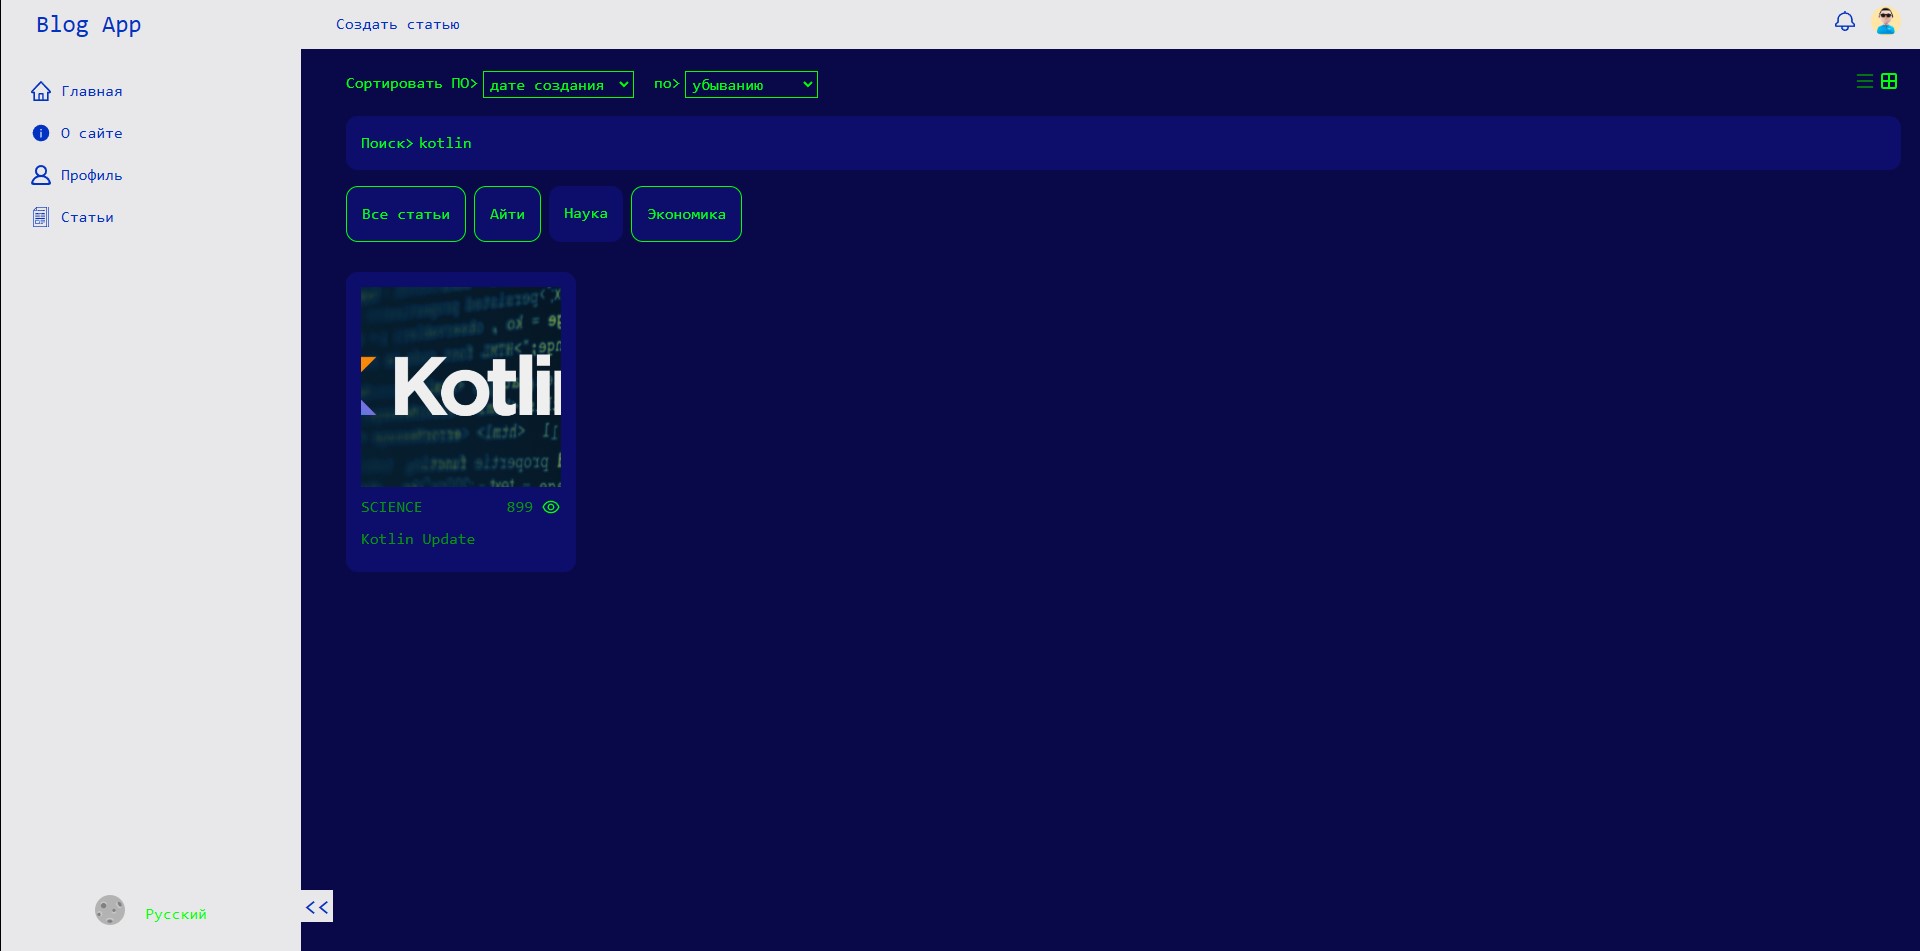 Blog App
Создать статью
Главная
О сайте
Профиль
Статьи
Сортировать ПО> дате создания по> убыванию
Поиск> kotlin
Все статьи Айти Наука Экономика
Kotlin
SCIENCE 899
Kotlin Update
Русский
<<